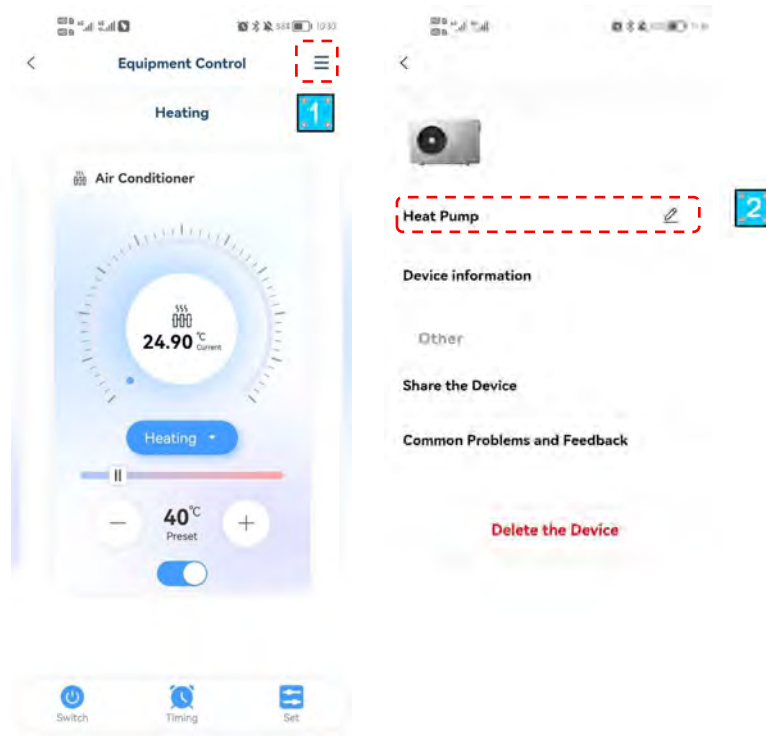 Equipment Control
Heating
1
Air Conditioner
24.90 °C
Current
Heating
40°C
Preset
Switch
Timing
Set
Heat Pump
2
Device information
Other
Share the Device
Common Problems and Feedback
Delete the Device